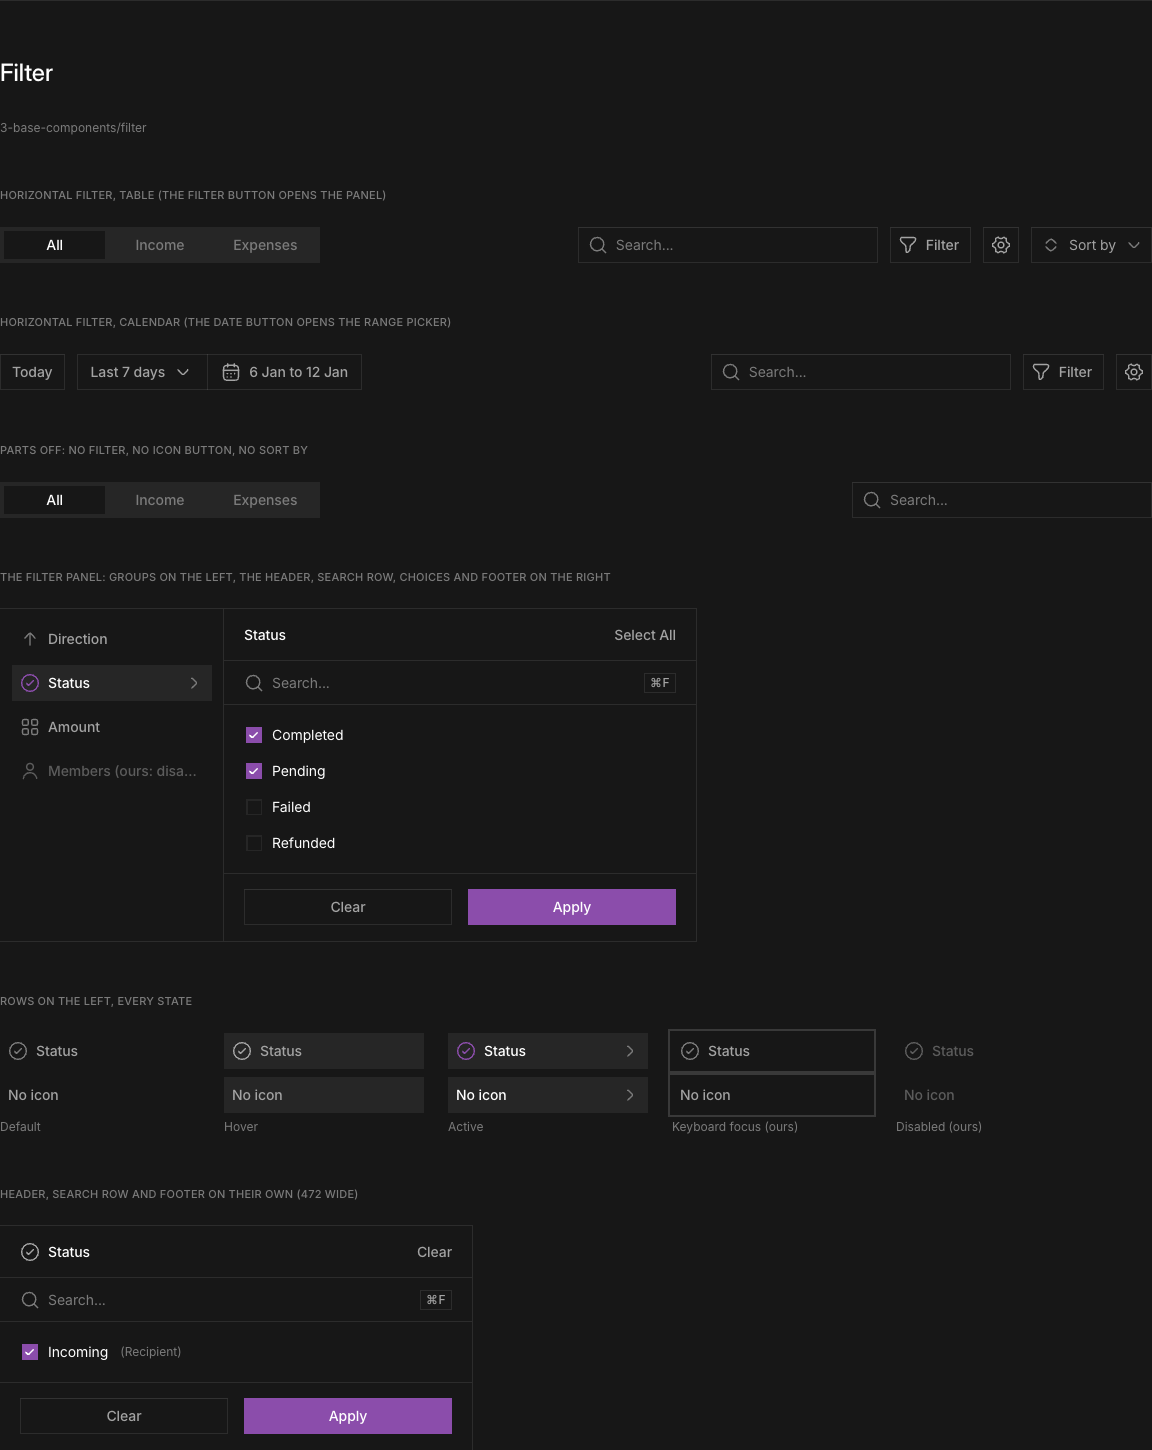 Filter
3-base-components/filter
HORIZONTAL FILTER, TABLE (THE FILTER BUTTON OPENS THE PANEL)
All Income Expenses Search... Filter Sort by
HORIZONTAL FILTER, CALENDAR (THE DATE BUTTON OPENS THE RANGE PICKER)
Today Last 7 days 6 Jan to 12 Jan Search... Filter
PARTS OFF: NO FILTER, NO ICON BUTTON, NO SORT BY
All Income Expenses Search...
THE FILTER PANEL: GROUPS ON THE LEFT, THE HEADER, SEARCH ROW, CHOICES AND FOOTER ON THE RIGHT
Direction
Status
Amount
Members (ours: disa...
Status Select All
Search... ⌘F
Completed
Pending
Failed
Refunded
Clear Apply
ROWS ON THE LEFT, EVERY STATE
Status Status Status Status Status
No icon No icon No icon No icon No icon
Default Hover Active Keyboard focus (ours) Disabled (ours)
HEADER, SEARCH ROW AND FOOTER ON THEIR OWN (472 WIDE)
Status Clear
Search... ⌘F
Incoming (Recipient)
Clear Apply